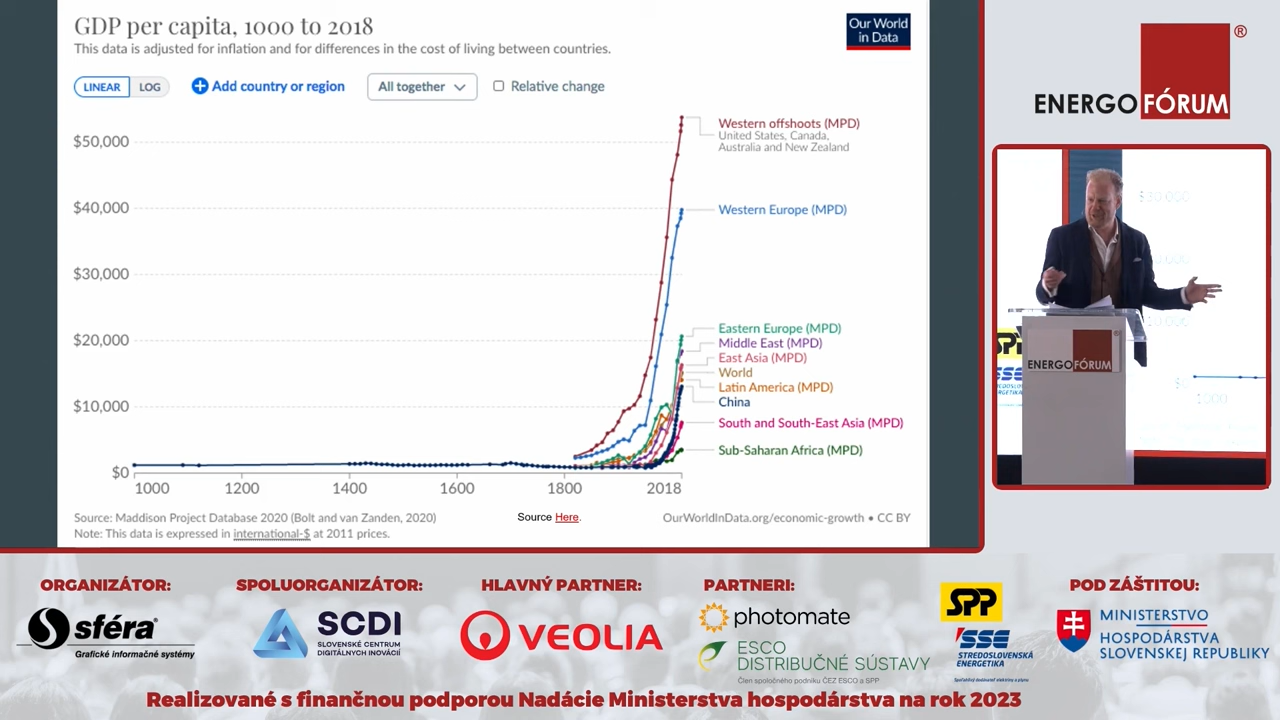 GDP per capita, 1000 to 2018
This data is adjusted for inflation and for differences in the cost of living between countries.
Our World
in Data
LINEAR
LOG
Add country or region
All together
Relative change
$50,000
$40,000
$30,000
$20,000
$10,000
$0
1000
1200
1400
1600
1800
2018
Western offshoots (MPD)
United States, Canada,
Australia and New Zealand
Western Europe (MPD)
Eastern Europe (MPD)
Middle East (MPD)
East Asia (MPD)
World
Latin America (MPD)
China
South and South-East Asia (MPD)
Sub-Saharan Africa (MPD)
Source: Maddison Project Database 2020 (Bolt and van Zanden, 2020)
Note: This data is expressed in international-$ at 2011 prices.
Source Here.
OurWorldInData.org/economic-growth • CC BY
ENERGOFÓRUM ®
ENERGOFÓRUM
$0
1000
ORGANIZÁTOR:
sféra®
Grafické informačné systémy
SPOLUORGANIZÁTOR:
SCDI
SLOVENSKÉ CENTRUM
DIGITÁLNYCH INOVÁCIÍ
HLAVNÝ PARTNER:
VEOLIA
PARTNERI:
photomate
ESCO
DISTRIBUČNÉ SÚSTAVY
Člen spoločného podniku ČEZ ESCO a SPP
SPP
SSE
STREDOSLOVENSKÁ
ENERGETIKA
POD ZÁŠTITOU:
MINISTERSTVO
HOSPODÁRSTVA
SLOVENSKEJ REPUBLIKY
Realizované s finančnou podporou Nadácie Ministerstva hospodárstva na rok 2023